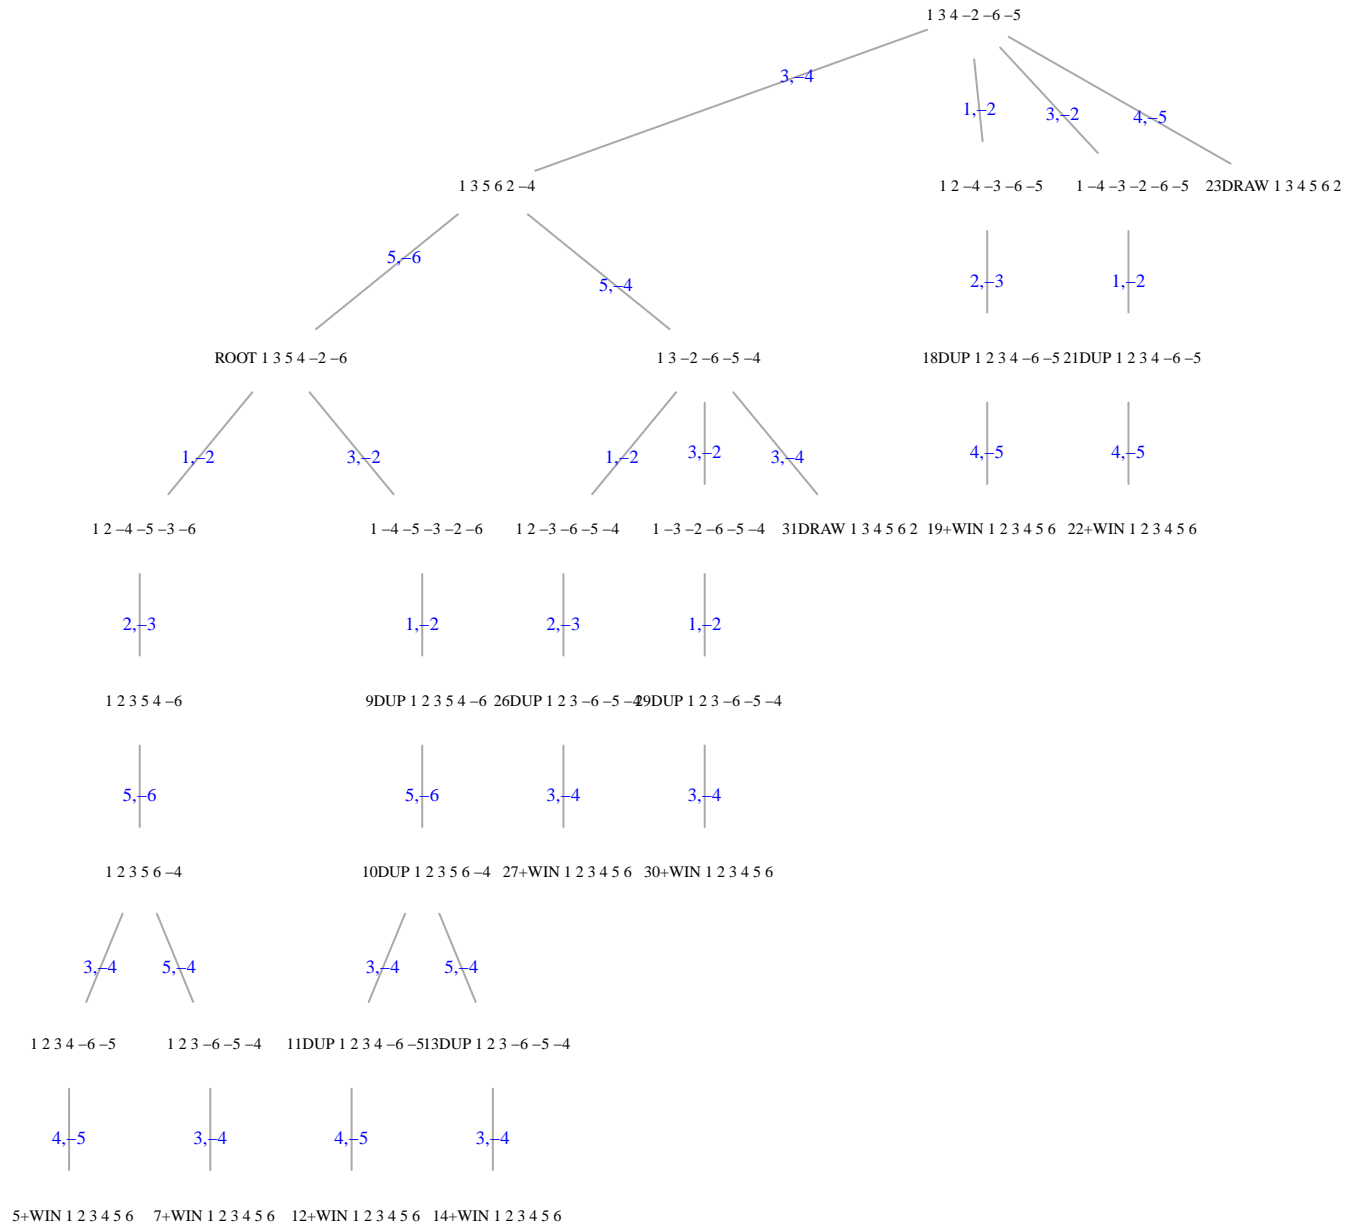 1 3 4 −2 −6 −5
3,−4
1,−2
3,−2
4,−5
1 3 5 6 2 −4
1 2 −4 −3 −6 −5
1 −4 −3 −2 −6 −5
23DRAW 1 3 4 5 6 2
5,−6
5,−4
2,−3
1,−2
ROOT 1 3 5 4 −2 −6
1 3 −2 −6 −5 −4
18DUP 1 2 3 4 −6 −5
21DUP 1 2 3 4 −6 −5
1,−2
3,−2
1,−2
3,−2
3,−4
4,−5
4,−5
1 2 −4 −5 −3 −6
1 −4 −5 −3 −2 −6
1 2 −3 −6 −5 −4
1 −3 −2 −6 −5 −4
31DRAW 1 3 4 5 6 2
19+WIN 1 2 3 4 5 6
22+WIN 1 2 3 4 5 6
2,−3
1,−2
2,−3
1,−2
1 2 3 5 4 −6
9DUP 1 2 3 5 4 −6
26DUP 1 2 3 −6 −5 −4
29DUP 1 2 3 −6 −5 −4
5,−6
5,−6
3,−4
3,−4
1 2 3 5 6 −4
10DUP 1 2 3 5 6 −4
27+WIN 1 2 3 4 5 6
30+WIN 1 2 3 4 5 6
3,−4
5,−4
3,−4
5,−4
1 2 3 4 −6 −5
1 2 3 −6 −5 −4
11DUP 1 2 3 4 −6 −5
13DUP 1 2 3 −6 −5 −4
4,−5
3,−4
4,−5
3,−4
5+WIN 1 2 3 4 5 6
7+WIN 1 2 3 4 5 6
12+WIN 1 2 3 4 5 6
14+WIN 1 2 3 4 5 6